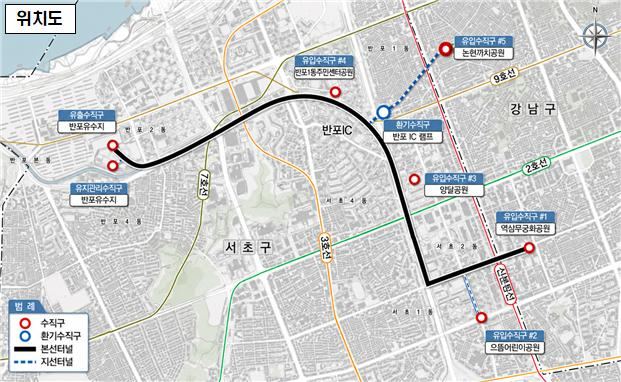 위치도
N
반포 1동
유입수직구 #5
논현까치공원
유입수직구 #4
반포1동주민센터공원
9호선
강남구
유출수직구
반포유수지
반포 2동
환기수직구
반포 IC 램프
반포IC
반포본동
유지관리수직구
반포유수지
7호선
2호선
유입수직구 #3
양달공원
반포 4동
서초 4동
유입수직구 #1
역삼무궁화공원
서초구
3호선
서초 2동
신분당선
범 례
수직구
환기수직구
본선터널
지선터널
서초 1동
유입수직구 #2
으뜸어린이공원